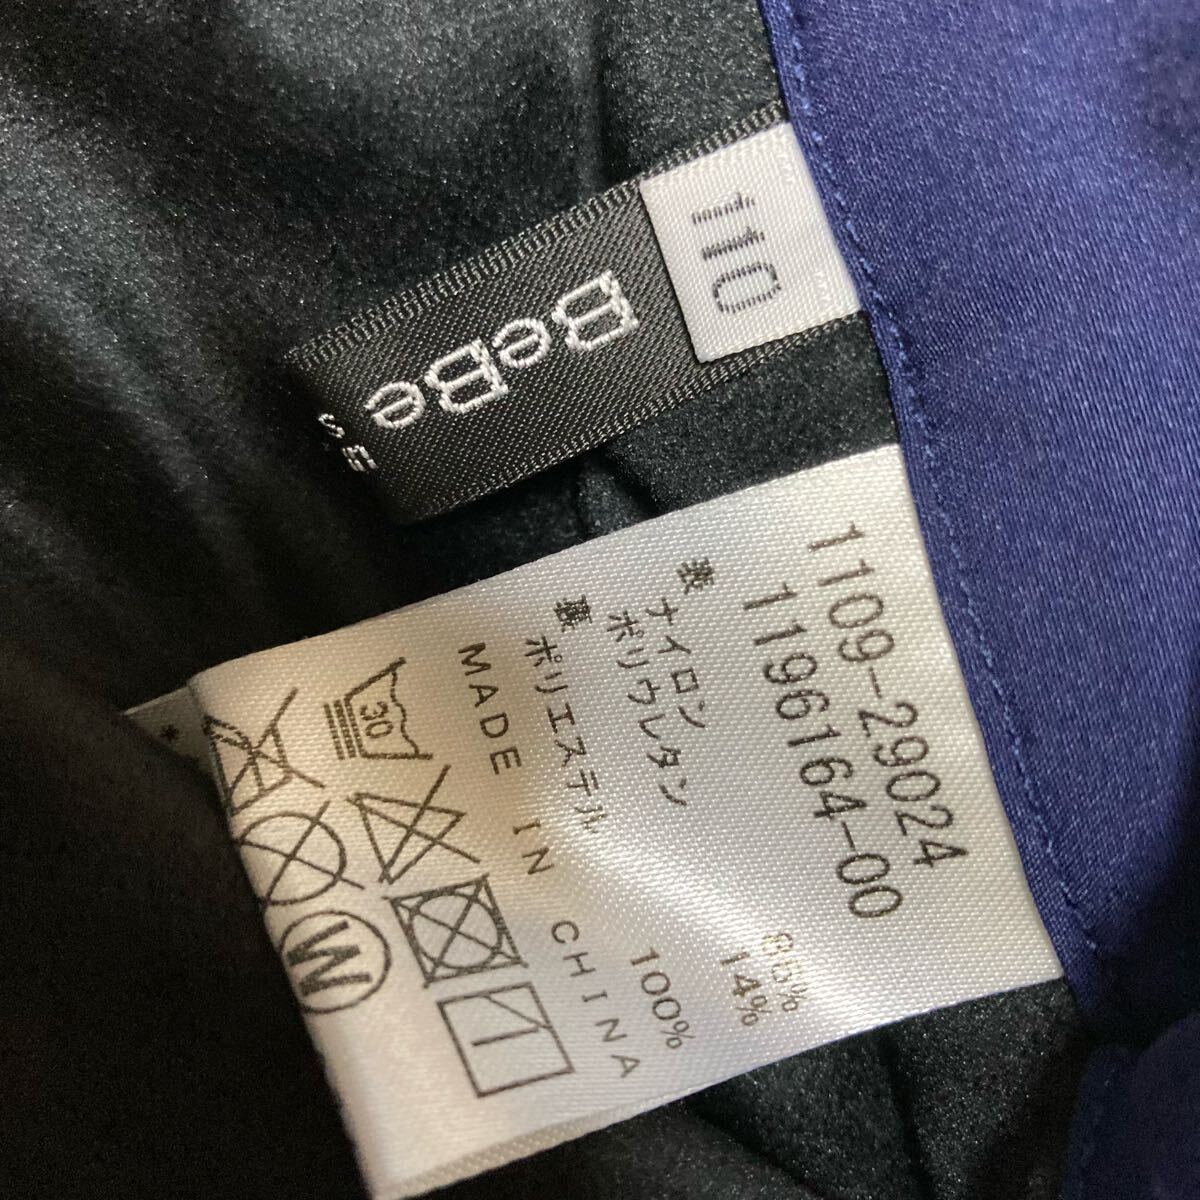 110
BeBe
1109-29024
1196164-00
表 ナイロン 86%
ポリウレタン 14%
裏 ポリエステル 100%
MADE IN CHINA
30
W
*